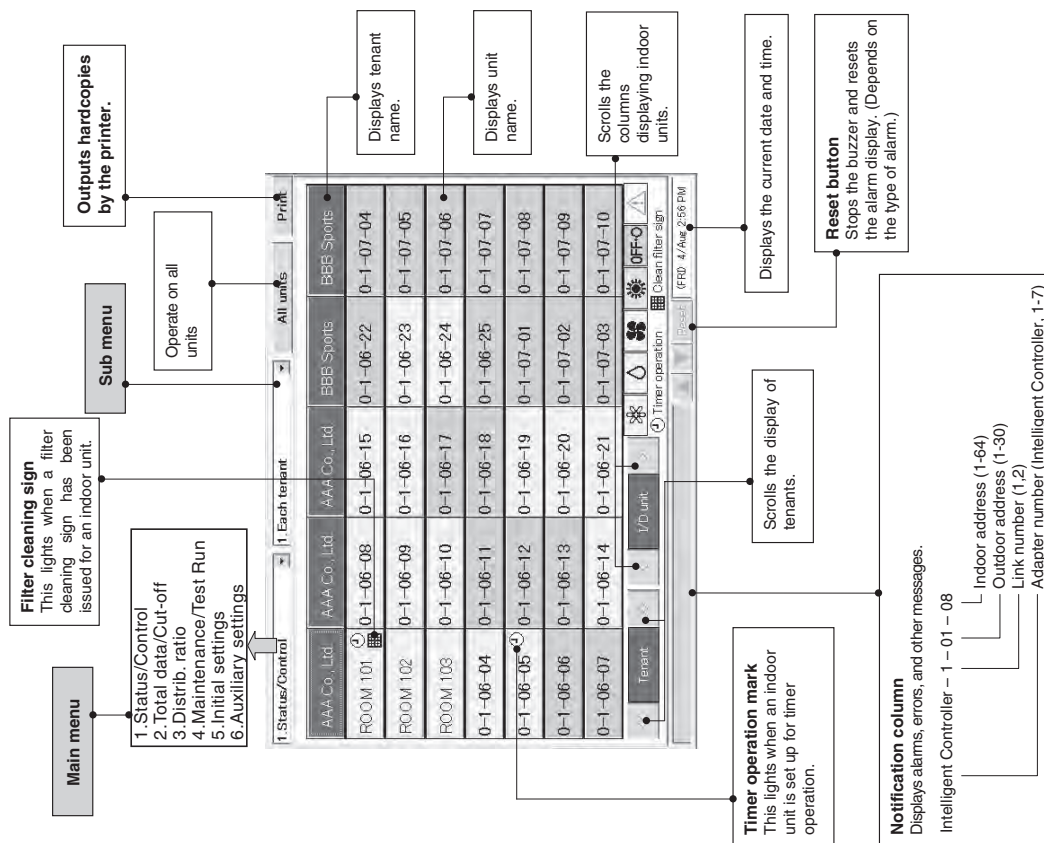 Main menu
1.Status/Control
2.Total data/Cut-off
3.Distrib. ratio
4.Maintenance/Test Run
5.Initial settings
6.Auxiliary settings
Filter cleaning sign
This lights when a filter
cleaning sign has been
issued for an indoor unit.
Sub menu
Operate on all
units
Outputs hardcopies
by the printer.
1.Status/Control
1.Each tenant
All units
Print
AAA Co., Ltd.
AAA Co., Ltd
AAA Co., Ltd
BBB Sports
BBB Sports
ROOM 101
0-1-06-08
0-1-06-15
0-1-06-22
0-1-07-04
ROOM 102
0-1-06-09
0-1-06-16
0-1-06-23
0-1-07-05
ROOM 103
0-1-06-10
0-1-06-17
0-1-06-24
0-1-07-06
0-1-06-04
0-1-06-11
0-1-06-18
0-1-06-25
0-1-07-07
0-1-06-05
0-1-06-12
0-1-06-19
0-1-07-01
0-1-07-08
0-1-06-06
0-1-06-13
0-1-06-20
0-1-07-02
0-1-07-09
0-1-06-07
0-1-06-14
0-1-06-21
0-1-07-03
0-1-07-10
Tenant
I/D unit
OFF
Timer operation
Clean filter sign
Reset
(FRI) 4/Aug 2:56 PM
Displays tenant
name.
Displays unit
name.
Scrolls the
columns
displaying indoor
units.
Displays the current date and time.
Timer operation mark
This lights when an indoor
unit is set up for timer
operation.
Scrolls the display of
tenants.
Reset button
Stops the buzzer and resets
the alarm display. (Depends on
the type of alarm.)
Notification column
Displays alarms, errors, and other messages.
Intelligent Controller – 1 – 01 – 08
Indoor address (1-64)
Outdoor address (1-30)
Link number (1,2)
Adapter number (Intelligent Controller, 1-7)